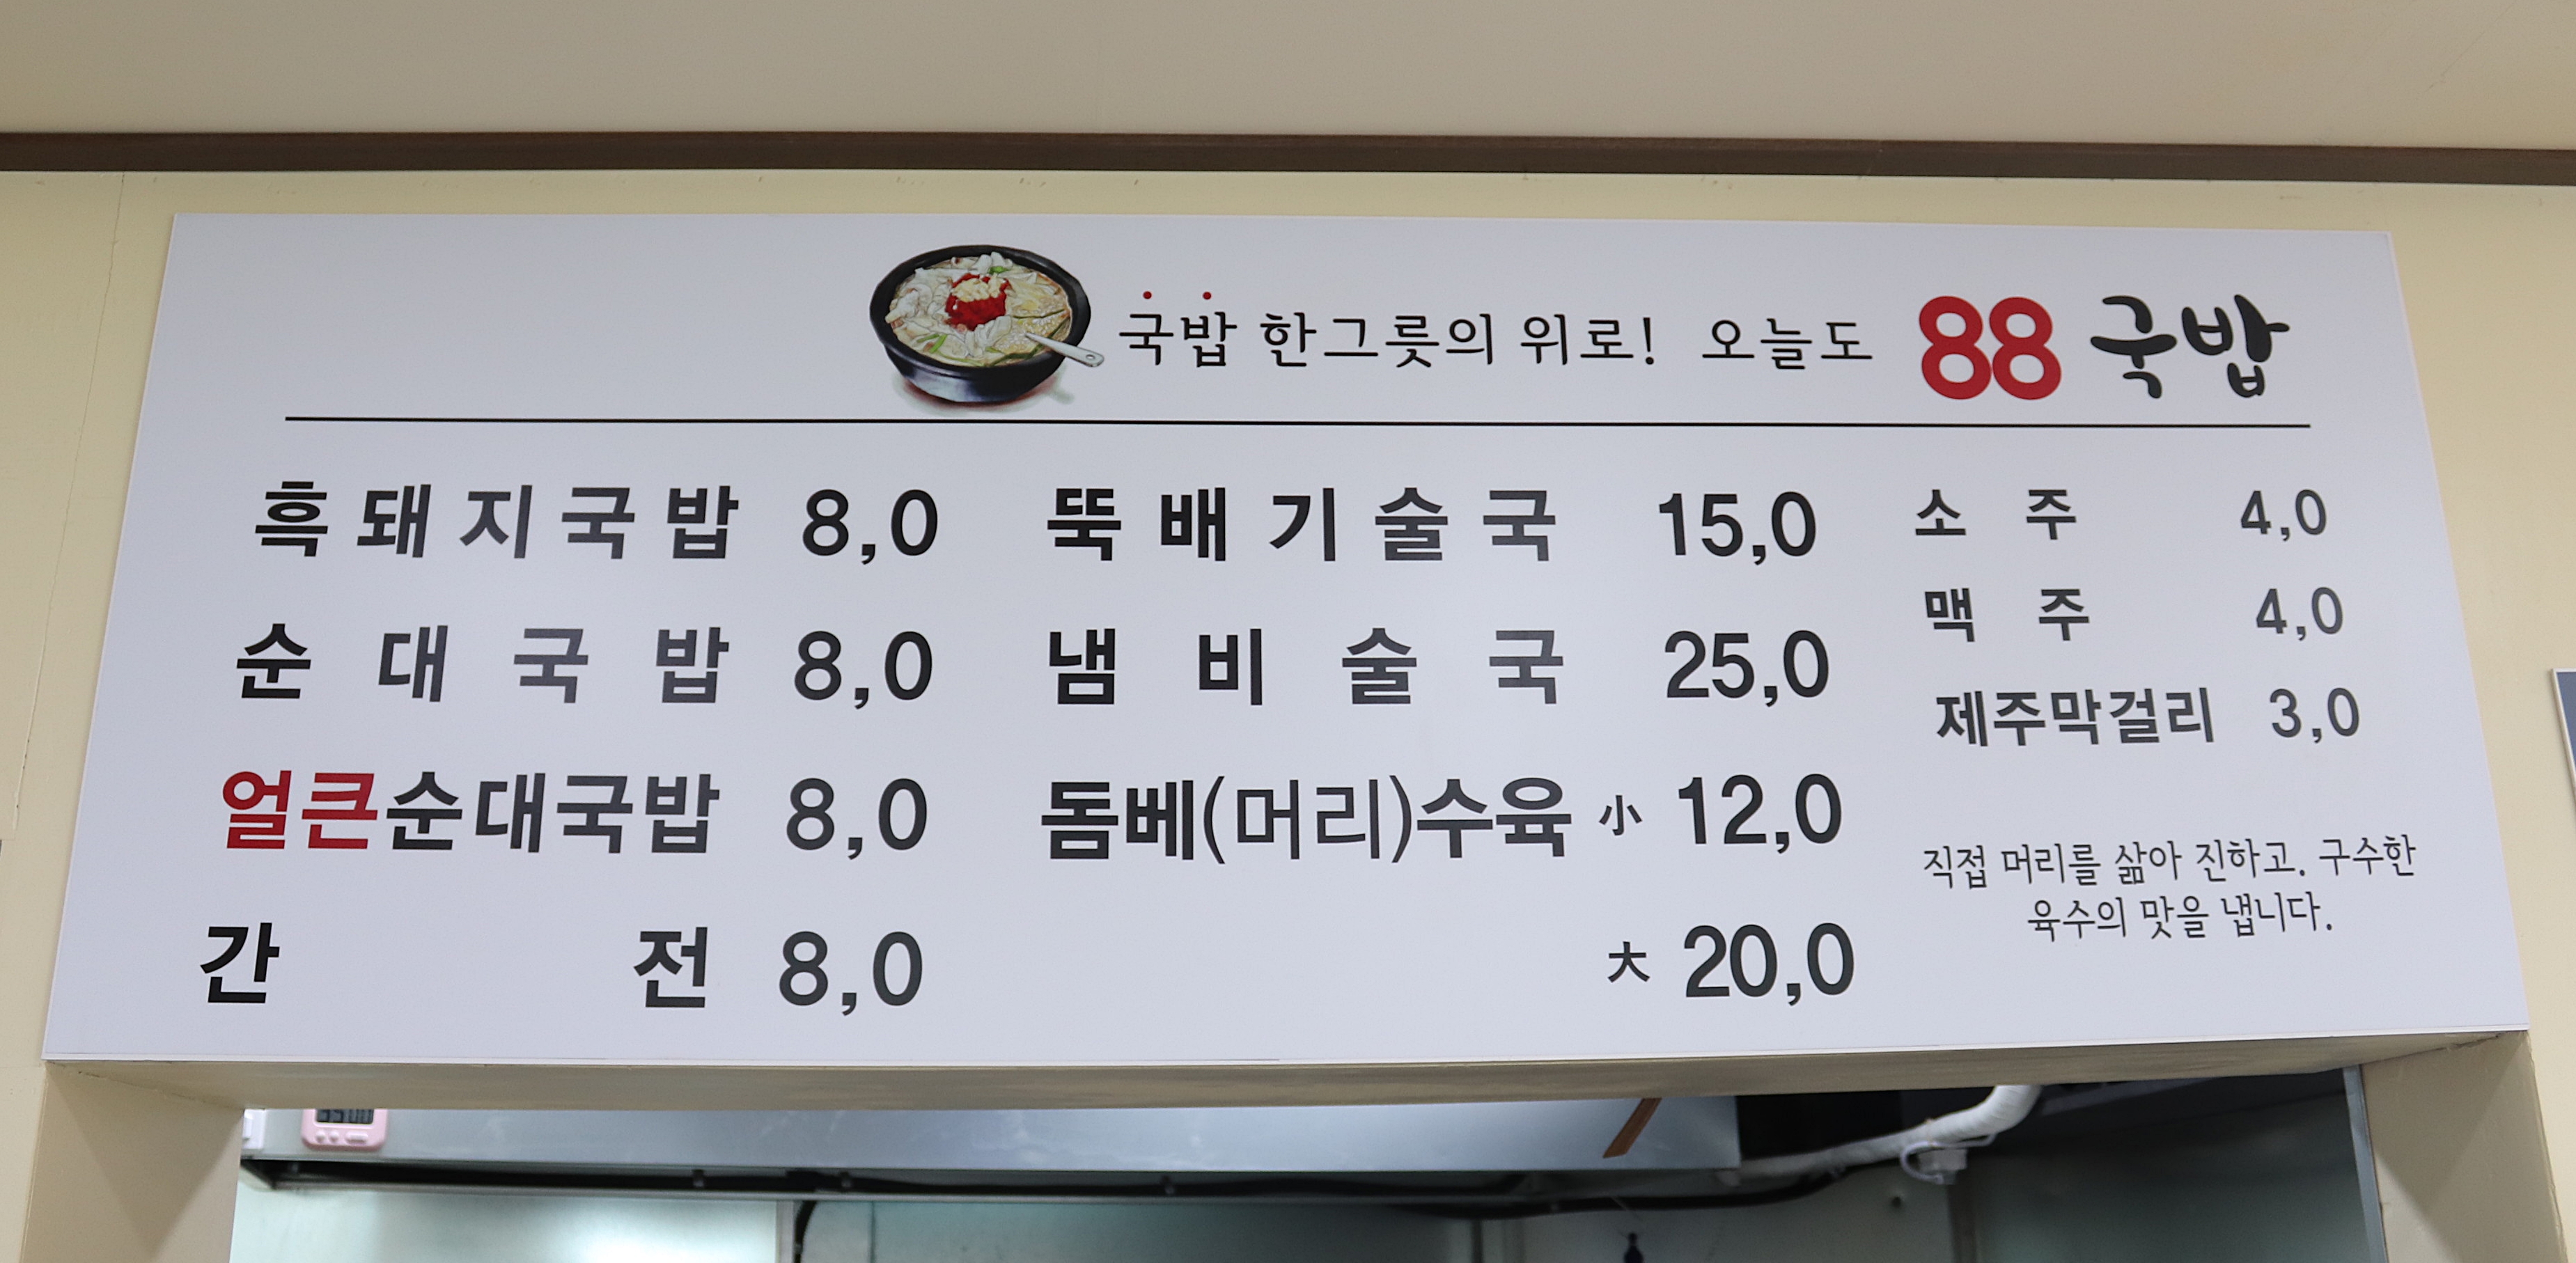 국밥 한그릇의 위로! 오늘도 88 국밥
흑돼지국밥 8,0
순대국밥 8,0
얼큰순대국밥 8,0
간전 8,0
뚝배기술국 15,0
냄비술국 25,0
돔베(머리)수육 小 12,0
大 20,0
소주 4,0
맥주 4,0
제주막걸리 3,0
직접 머리를 삶아 진하고. 구수한
육수의 맛을 냅니다.